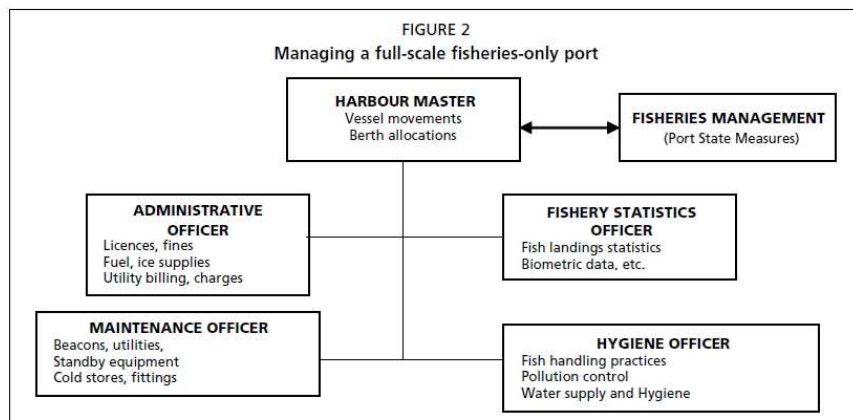 FIGURE 2
Managing a full-scale fisheries-only port
HARBOUR MASTER
Vessel movements
Berth allocations
FISHERIES MANAGEMENT
(Port State Measures)
ADMINISTRATIVE
OFFICER
Licences, fines
Fuel, ice supplies
Utility billing, charges
FISHERY STATISTICS
OFFICER
Fish landings statistics
Biometric data, etc.
MAINTENANCE OFFICER
Beacons, utilities,
Standby equipment
Cold stores, fittings
HYGIENE OFFICER
Fish handling practices
Pollution control
Water supply and Hygiene